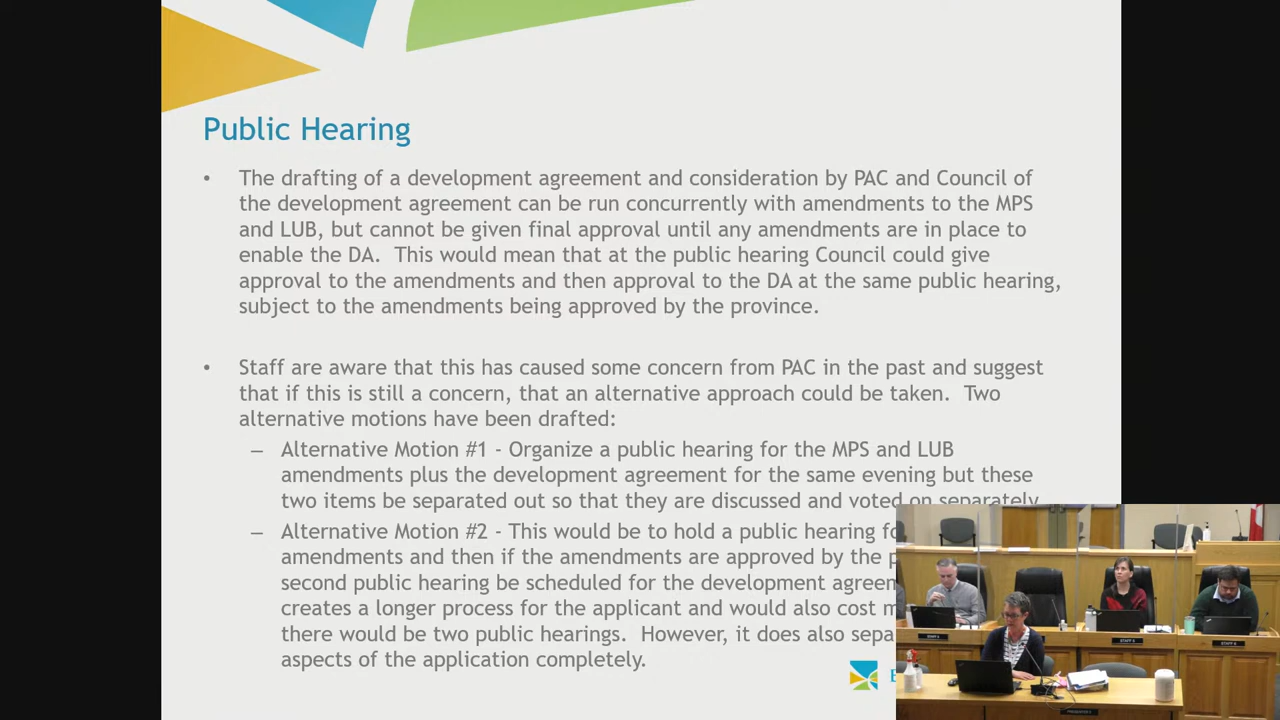 Public Hearing
• The drafting of a development agreement and consideration by PAC and Council of
the development agreement can be run concurrently with amendments to the MPS
and LUB, but cannot be given final approval until any amendments are in place to
enable the DA. This would mean that at the public hearing Council could give
approval to the amendments and then approval to the DA at the same public hearing,
subject to the amendments being approved by the province.
• Staff are aware that this has caused some concern from PAC in the past and suggest
that if this is still a concern, that an alternative approach could be taken. Two
alternative motions have been drafted:
– Alternative Motion #1 - Organize a public hearing for the MPS and LUB
amendments plus the development agreement for the same evening but these
two items be separated out so that they are discussed and voted on separately
– Alternative Motion #2 - This would be to hold a public hearing
amendments and then if the amendments are approved by the
second public hearing be scheduled for the development
creates a longer process for the applicant and would also cost
there would be two public hearings. However, it does also
aspects of the application completely.